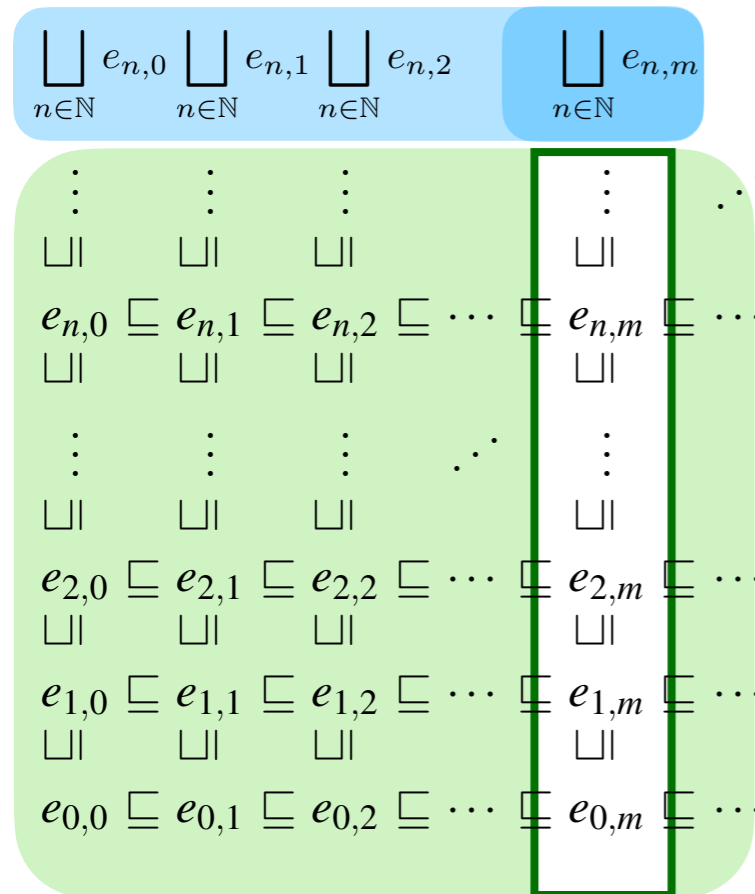 ⨆ e_{n,0} ⨆ e_{n,1} ⨆ e_{n,2} ⨆ e_{n,m}
n∈ℕ n∈ℕ n∈ℕ n∈ℕ
⋮ ⋮ ⋮ ⋮ ⋰
⊔|| ⊔|| ⊔|| ⊔||
e_{n,0} ⊑ e_{n,1} ⊑ e_{n,2} ⊑ ⋯ ⊑ e_{n,m} ⊑ ⋯
⊔|| ⊔|| ⊔|| ⊔||
⋮ ⋮ ⋮ ⋰ ⋮
⊔|| ⊔|| ⊔|| ⊔||
e_{2,0} ⊑ e_{2,1} ⊑ e_{2,2} ⊑ ⋯ ⊑ e_{2,m} ⊑ ⋯
⊔|| ⊔|| ⊔|| ⊔||
e_{1,0} ⊑ e_{1,1} ⊑ e_{1,2} ⊑ ⋯ ⊑ e_{1,m} ⊑ ⋯
⊔|| ⊔|| ⊔|| ⊔||
e_{0,0} ⊑ e_{0,1} ⊑ e_{0,2} ⊑ ⋯ ⊑ e_{0,m} ⊑ ⋯